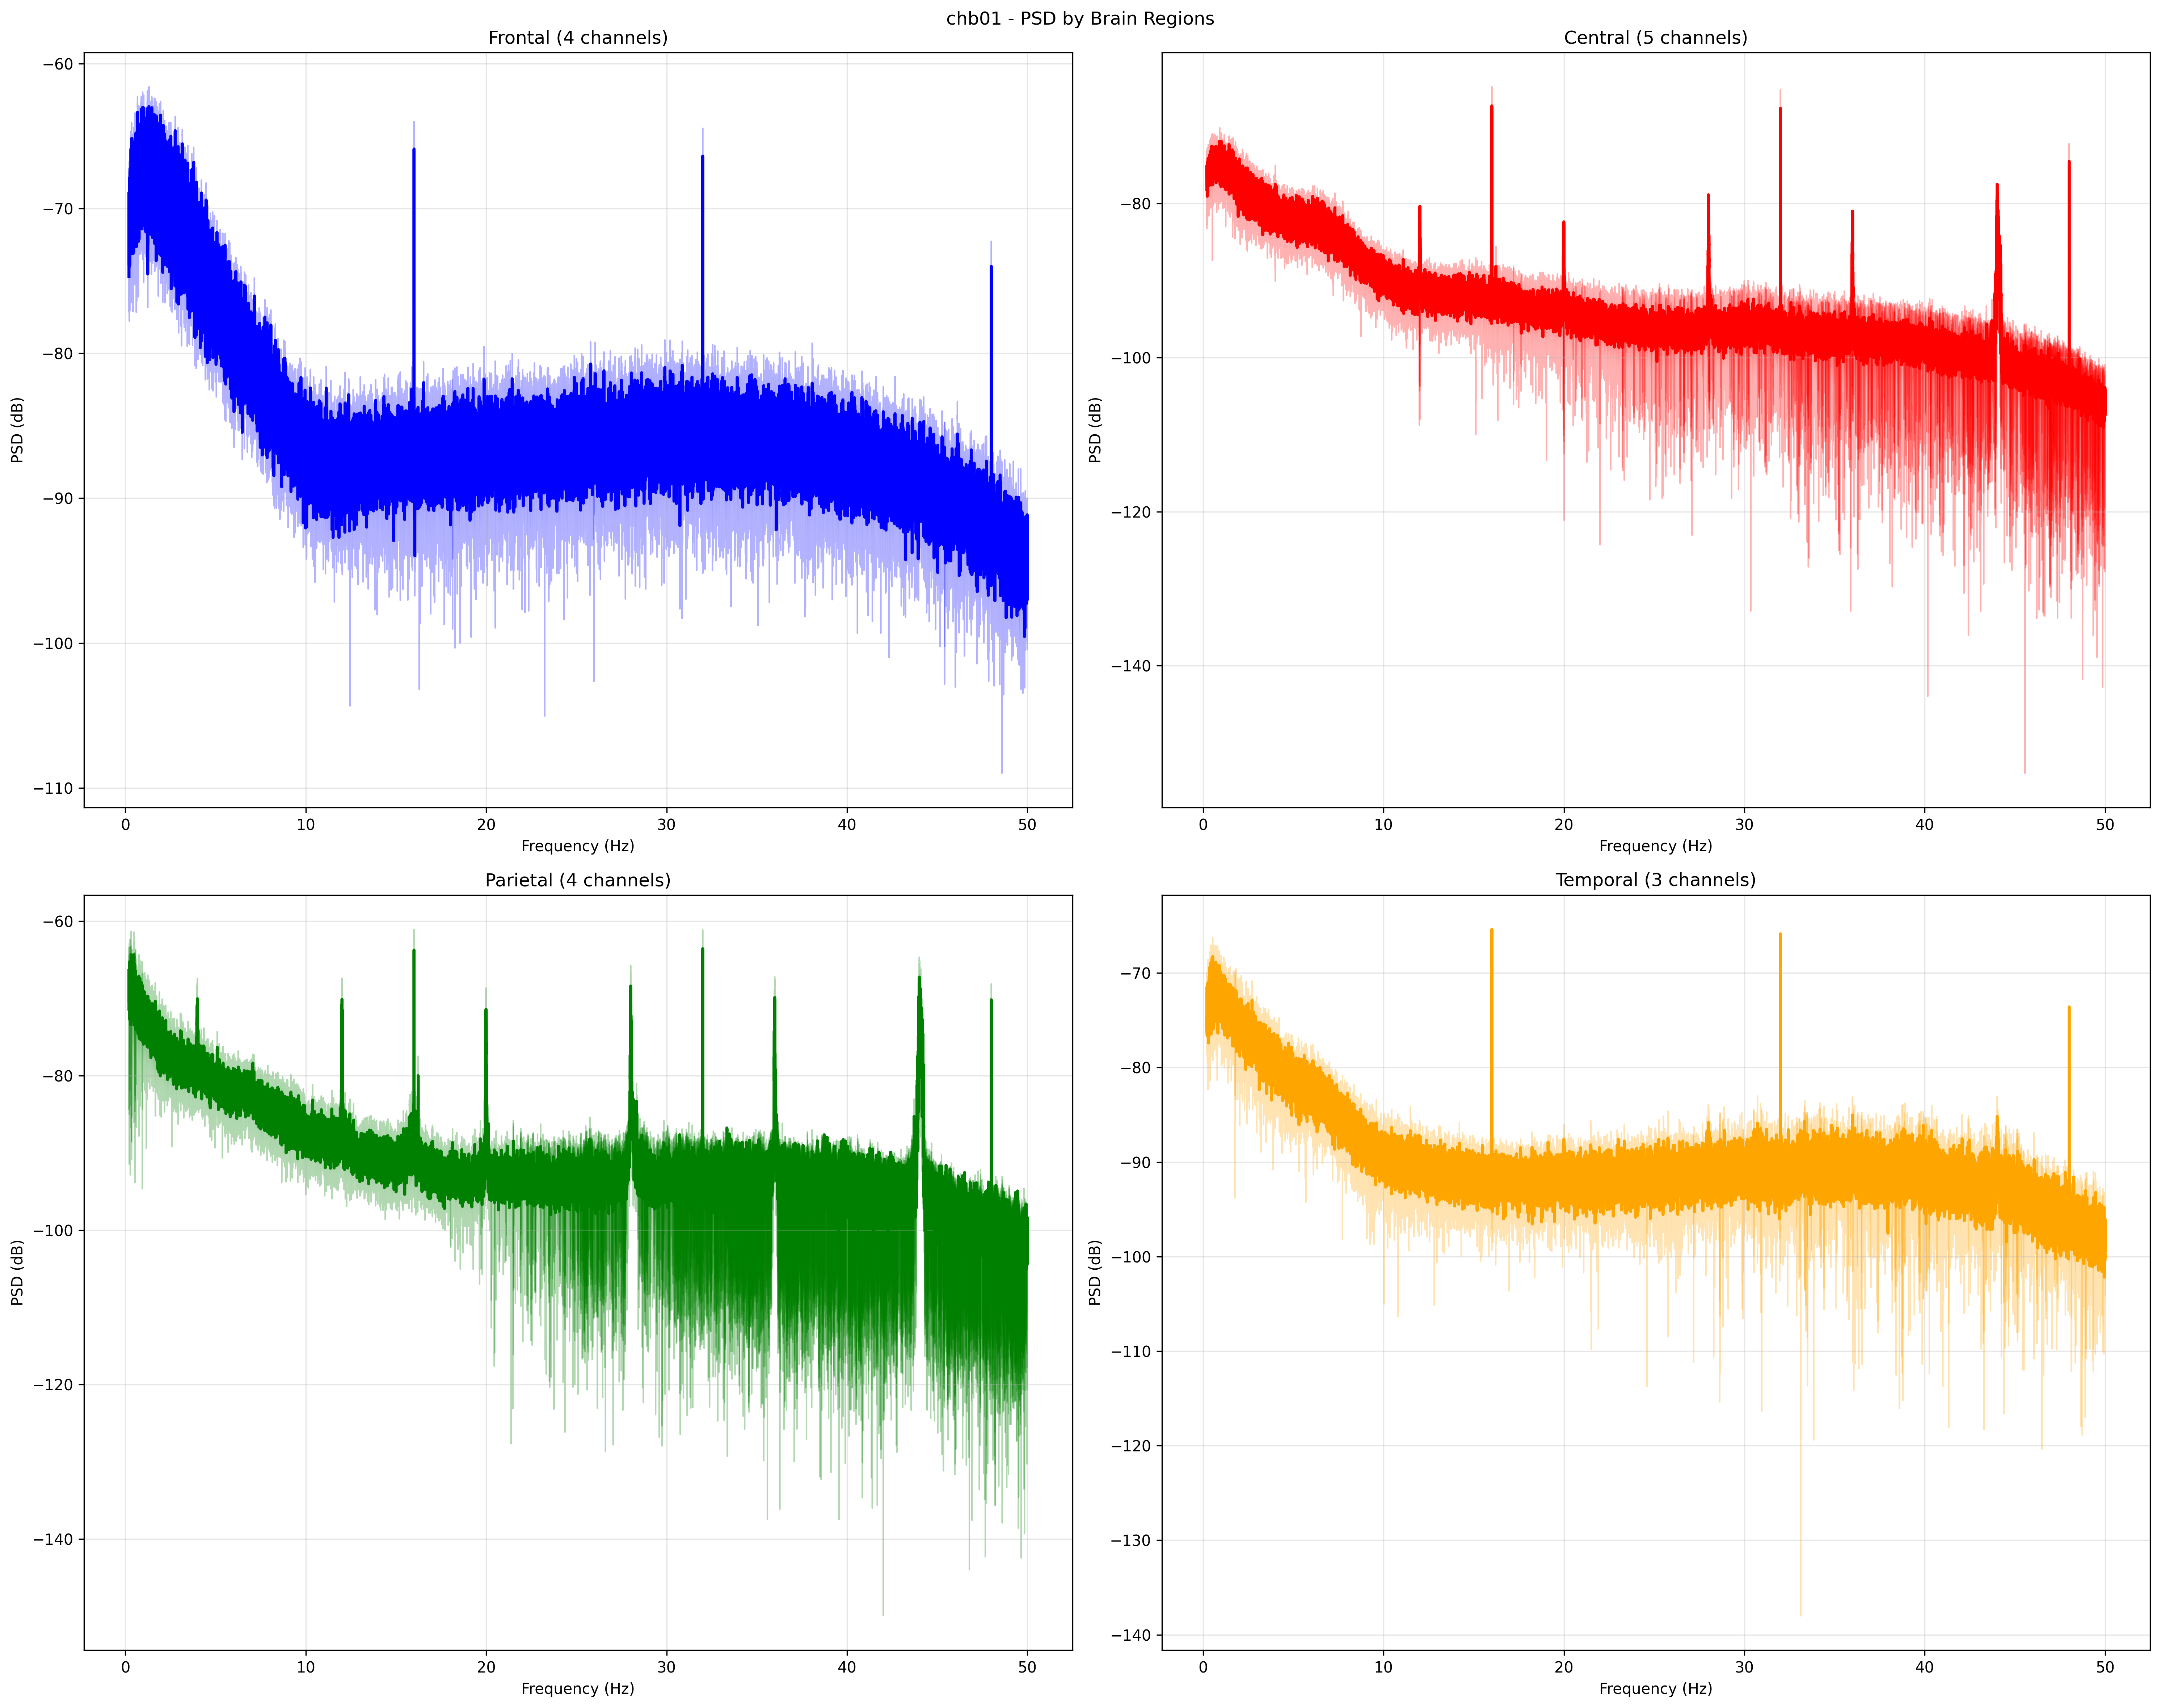 chb01 - PSD by Brain Regions
Frontal (4 channels)
PSD (dB)
−60
−70
−80
−90
−100
−110
0 10 20 30 40 50
Frequency (Hz)
Central (5 channels)
PSD (dB)
−80
−100
−120
−140
0 10 20 30 40 50
Frequency (Hz)
Parietal (4 channels)
PSD (dB)
−60
−80
−100
−120
−140
0 10 20 30 40 50
Frequency (Hz)
Temporal (3 channels)
PSD (dB)
−70
−80
−90
−100
−110
−120
−130
−140
0 10 20 30 40 50
Frequency (Hz)